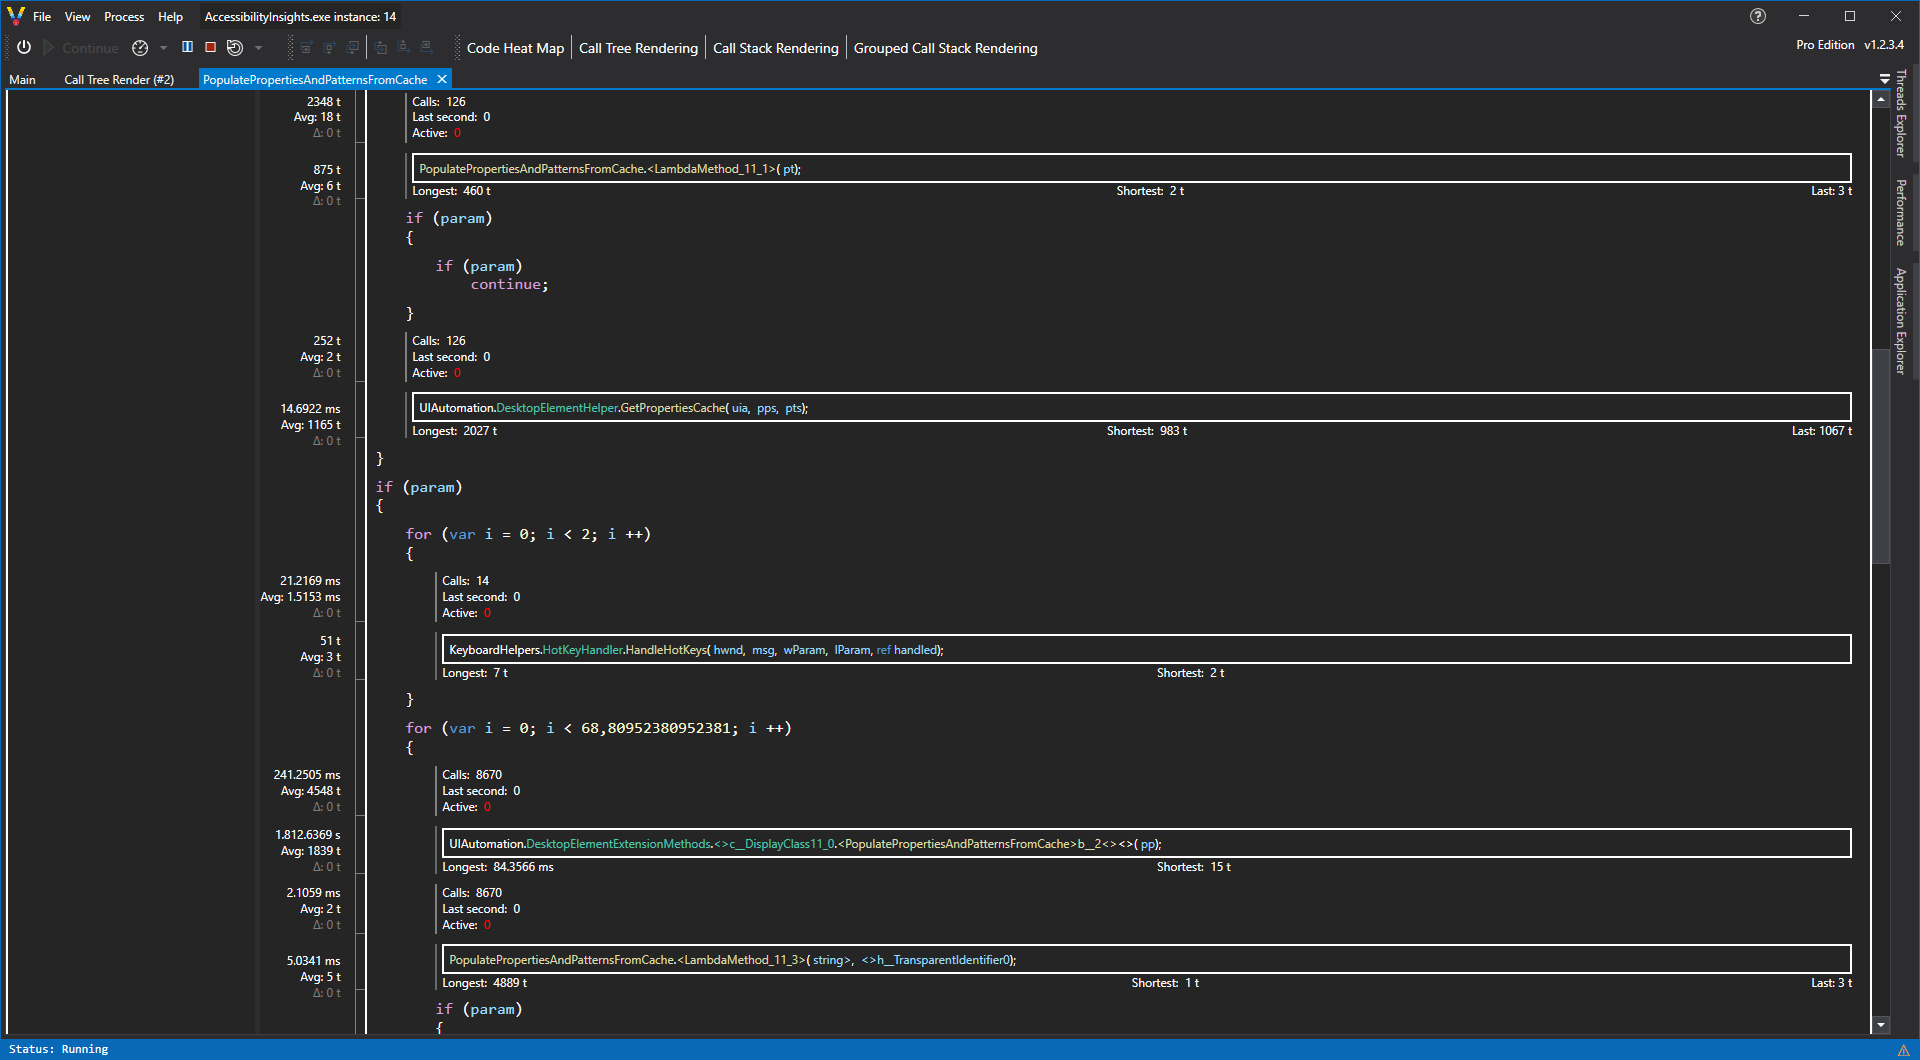 File View Process Help AccessibilityInsights.exe instance: 14
Continue Code Heat Map Call Tree Rendering Call Stack Rendering Grouped Call Stack Rendering Pro Edition v1.2.3.4
Main Call Tree Render (#2) PopulatePropertiesAndPatternsFromCache
Threads Explorer
Performance
Application Explorer
2348 t Calls: 126
Avg: 18 t Last second: 0
Δ: 0 t Active: 0
875 t PopulatePropertiesAndPatternsFromCache.<LambdaMethod_11_1>( pt);
Avg: 6 t Longest: 460 t Shortest: 2 t Last: 3 t
Δ: 0 t
if (param)
{
if (param)
continue;
}
252 t Calls: 126
Avg: 2 t Last second: 0
Δ: 0 t Active: 0
14.6922 ms UIAutomation.DesktopElementHelper.GetPropertiesCache( uia, pps, pts);
Avg: 1165 t Longest: 2027 t Shortest: 983 t Last: 1067 t
Δ: 0 t
}
if (param)
{
for (var i = 0; i < 2; i ++)
{
21.2169 ms Calls: 14
Avg: 1.5153 ms Last second: 0
Δ: 0 t Active: 0
51 t KeyboardHelpers.HotKeyHandler.HandleHotKeys( hwnd, msg, wParam, lParam, ref handled);
Avg: 3 t Longest: 7 t Shortest: 2 t
Δ: 0 t
}
for (var i = 0; i < 68,80952380952381; i ++)
{
241.2505 ms Calls: 8670
Avg: 4548 t Last second: 0
Δ: 0 t Active: 0
1.812.6369 s UIAutomation.DesktopElementExtensionMethods.<>c__DisplayClass11_0.<PopulatePropertiesAndPatternsFromCache>b__2<><>( pp);
Avg: 1839 t Longest: 84.3566 ms Shortest: 15 t
Δ: 0 t
2.1059 ms Calls: 8670
Avg: 2 t Last second: 0
Δ: 0 t Active: 0
5.0341 ms PopulatePropertiesAndPatternsFromCache.<LambdaMethod_11_3>( string>, <>h__TransparentIdentifier0);
Avg: 5 t Longest: 4889 t Shortest: 1 t Last: 3 t
Δ: 0 t
if (param)
{
Status: Running